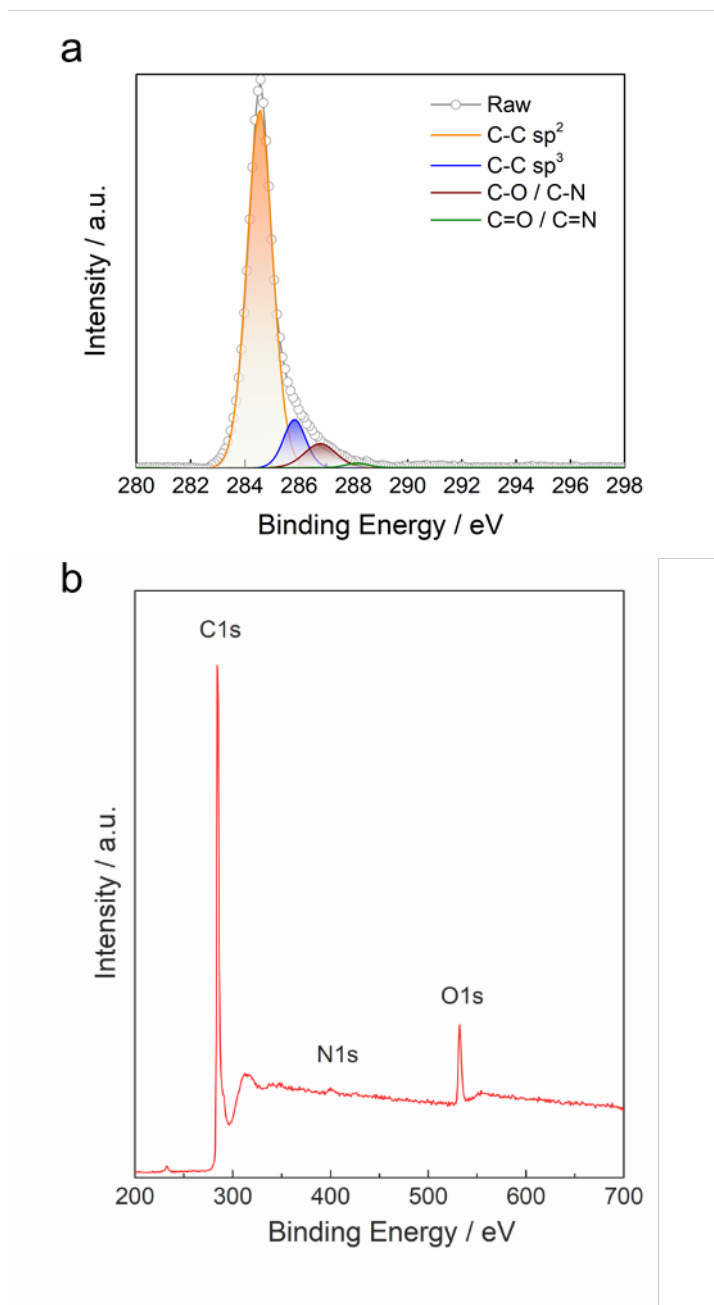 a
Raw
C-C sp²
C-C sp³
C-O / C-N
C=O / C=N
Intensity / a.u.
280 282 284 286 288 290 292 294 296 298
Binding Energy / eV
b
C1s
O1s
N1s
Intensity / a.u.
200 300 400 500 600 700
Binding Energy / eV